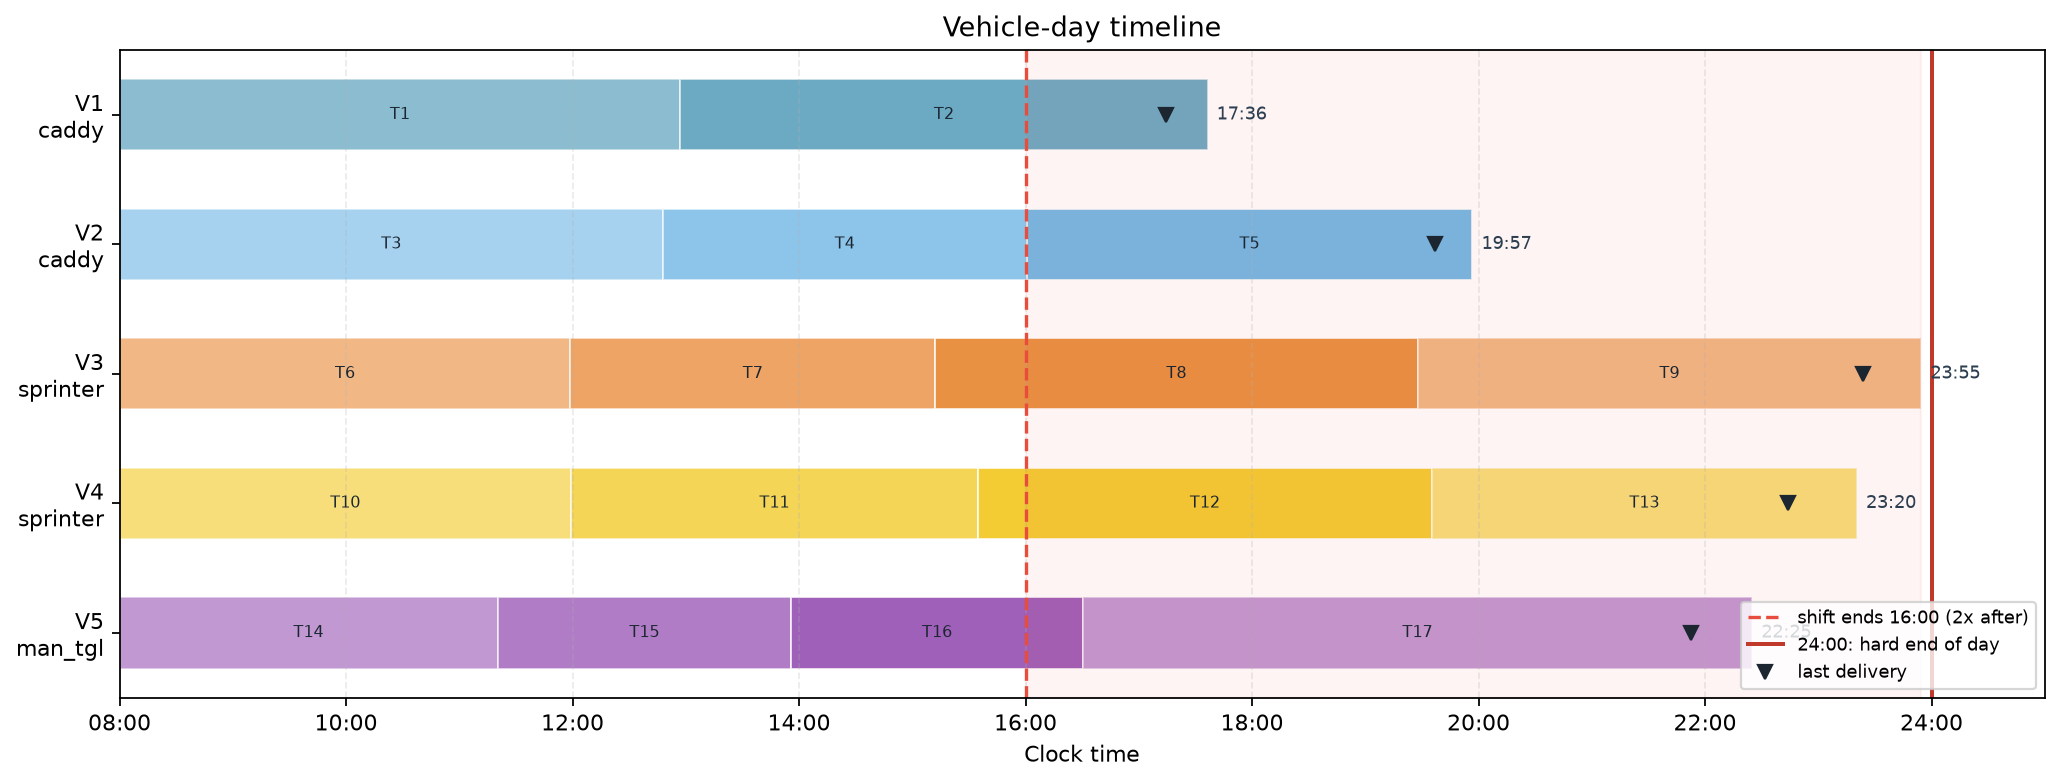 Vehicle-day timeline
V1
caddy
T1
T2
17:36
V2
caddy
T3
T4
T5
19:57
V3
sprinter
T6
T7
T8
T9
23:55
V4
sprinter
T10
T11
T12
T13
23:20
V5
man_tgl
T14
T15
T16
T17
22:25
shift ends 16:00 (2x after)
24:00: hard end of day
last delivery
08:00
10:00
12:00
14:00
16:00
18:00
20:00
22:00
24:00
Clock time